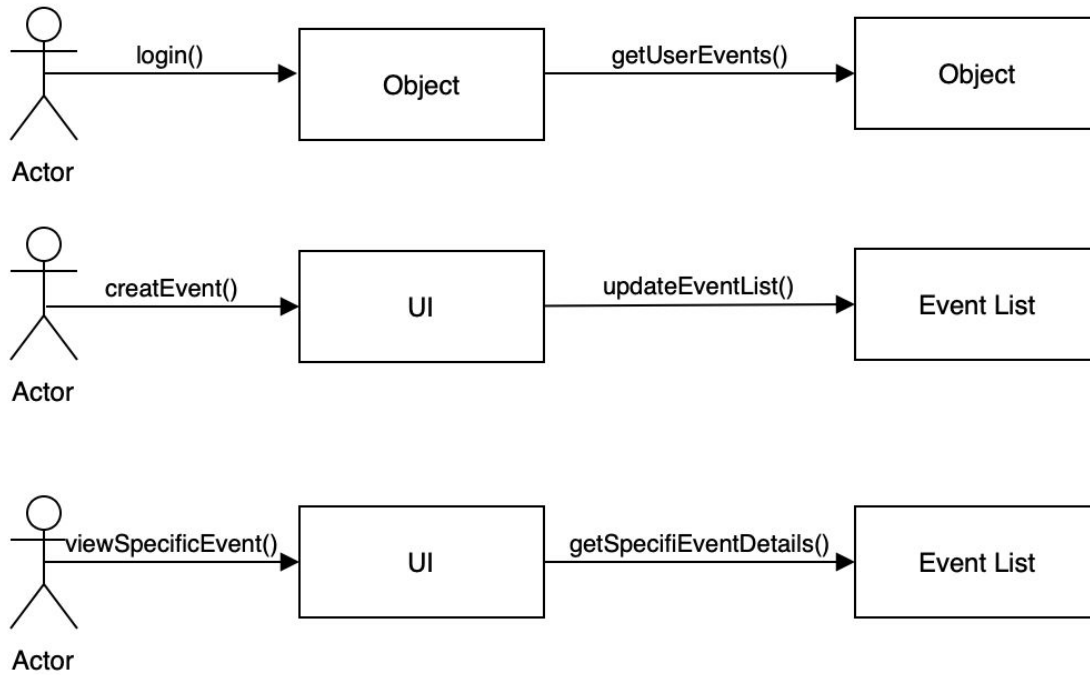 login()
getUserEvents()
Object
Object
Actor
creatEvent()
updateEventList()
UI
Event List
Actor
viewSpecificEvent()
getSpecifiEventDetails()
UI
Event List
Actor